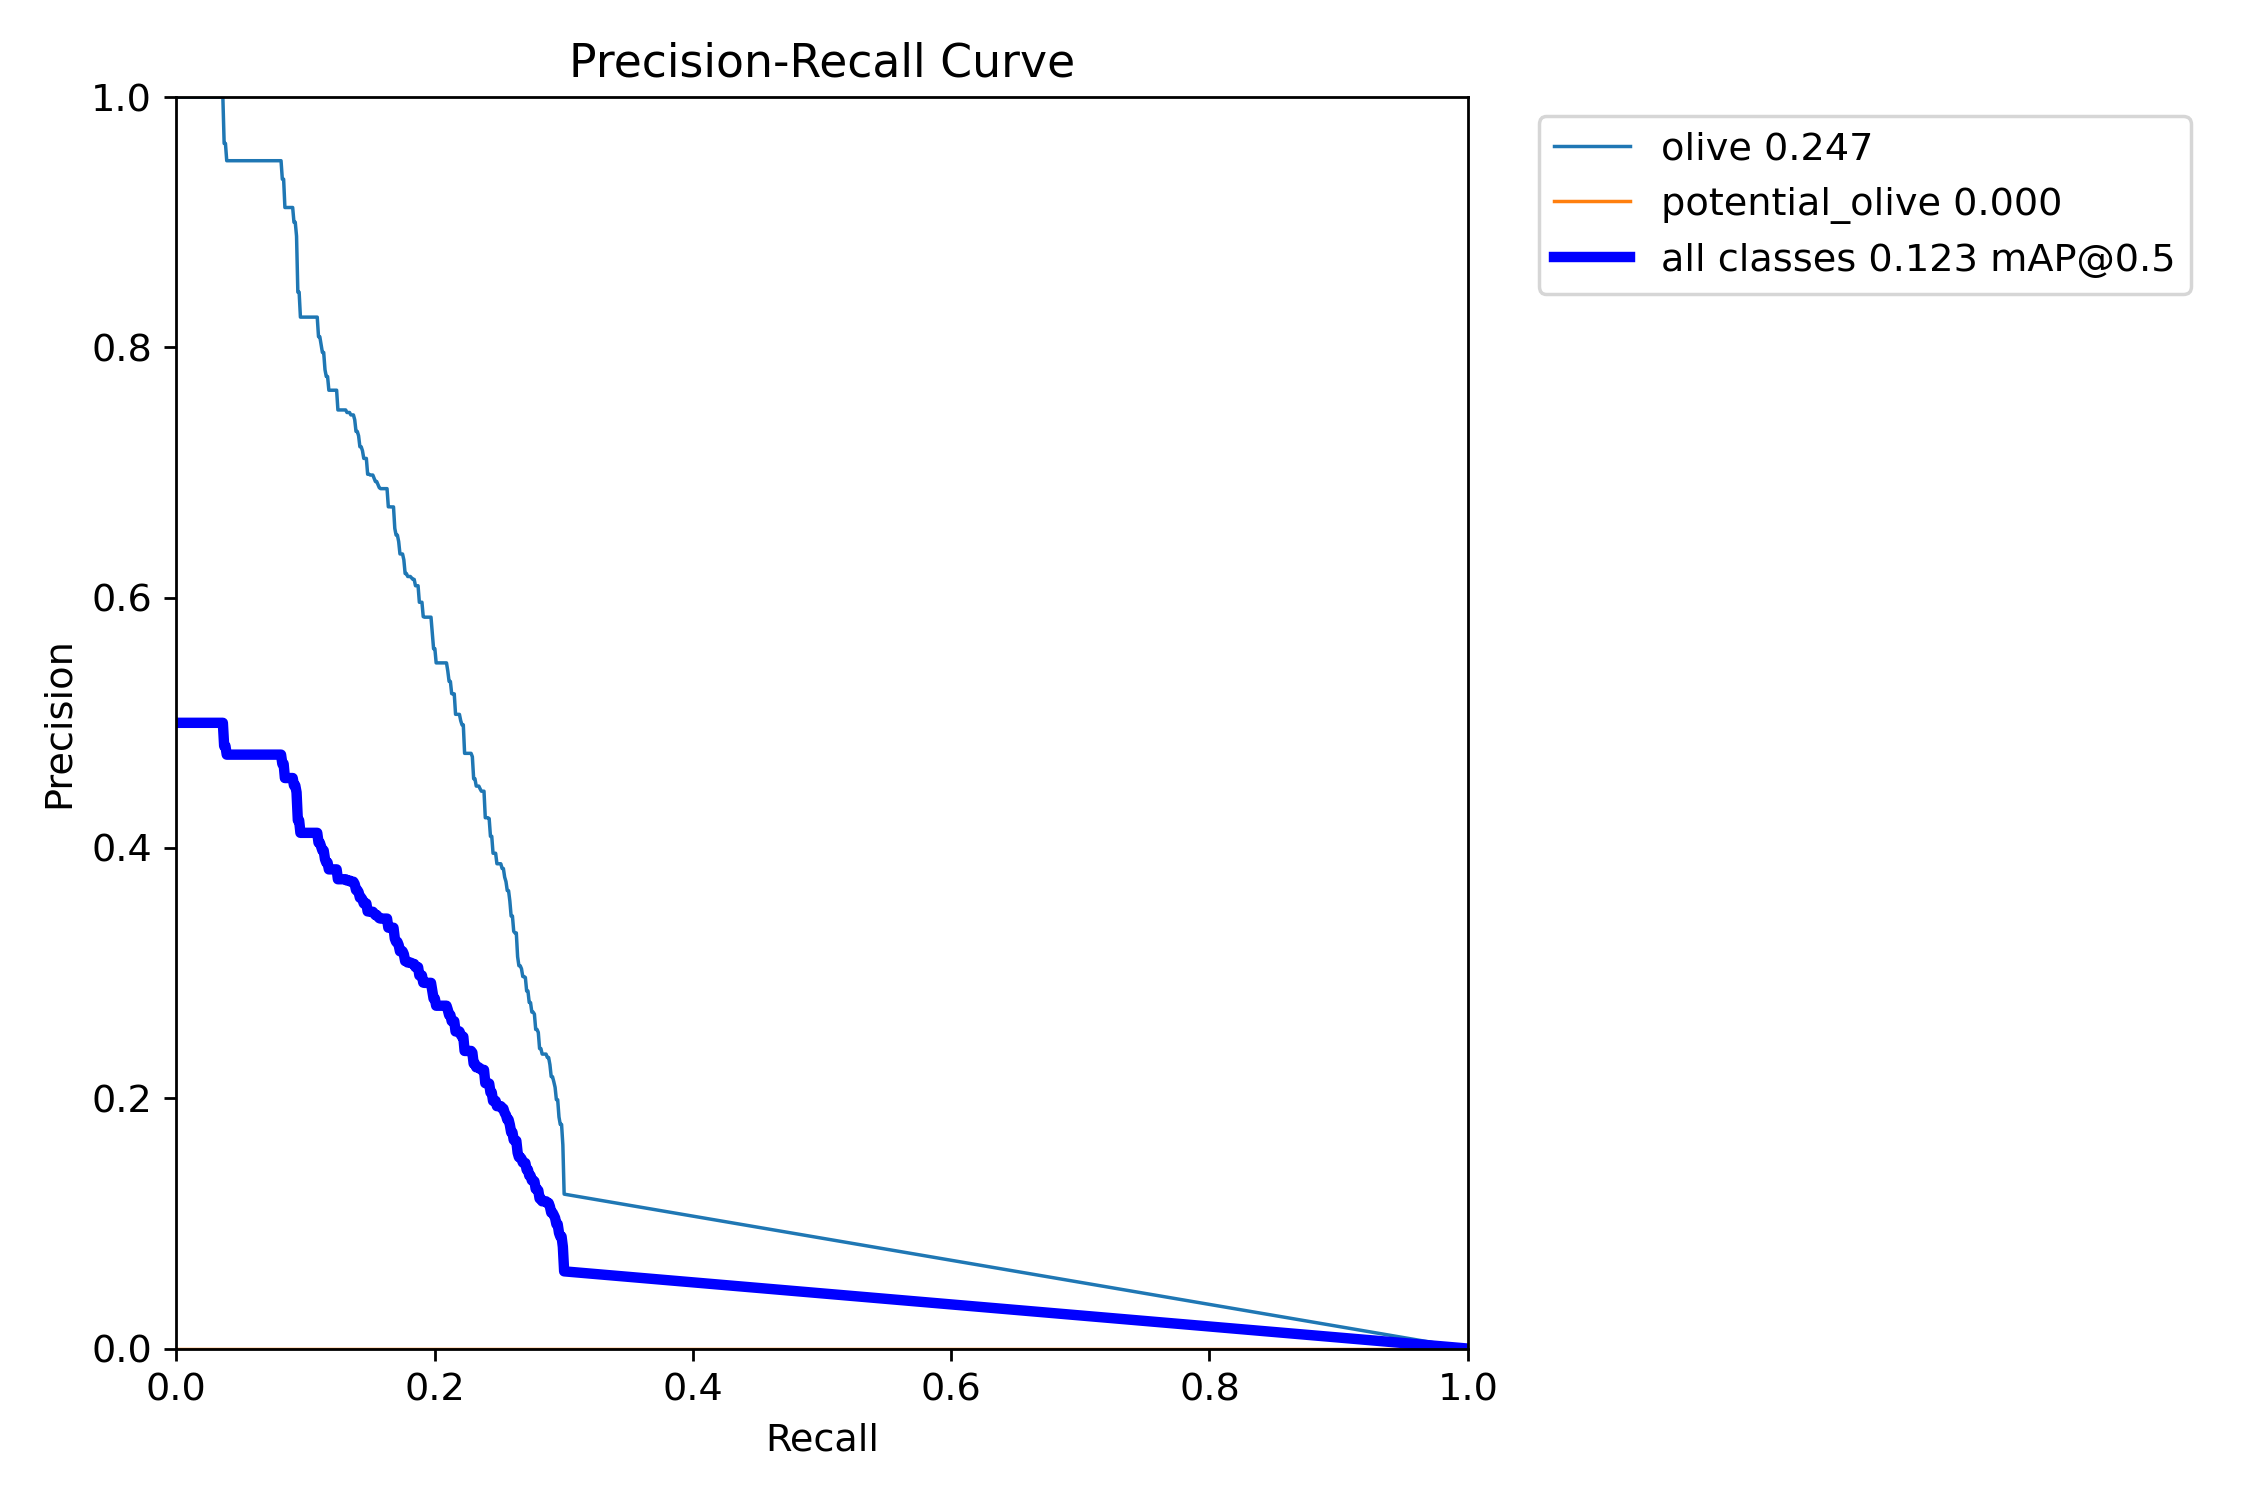 Precision-Recall Curve
1.0
0.8
0.6
0.4
0.2
0.0
Precision
0.0 0.2 0.4 0.6 0.8 1.0
Recall
olive 0.247
potential_olive 0.000
all classes 0.123 mAP@0.5